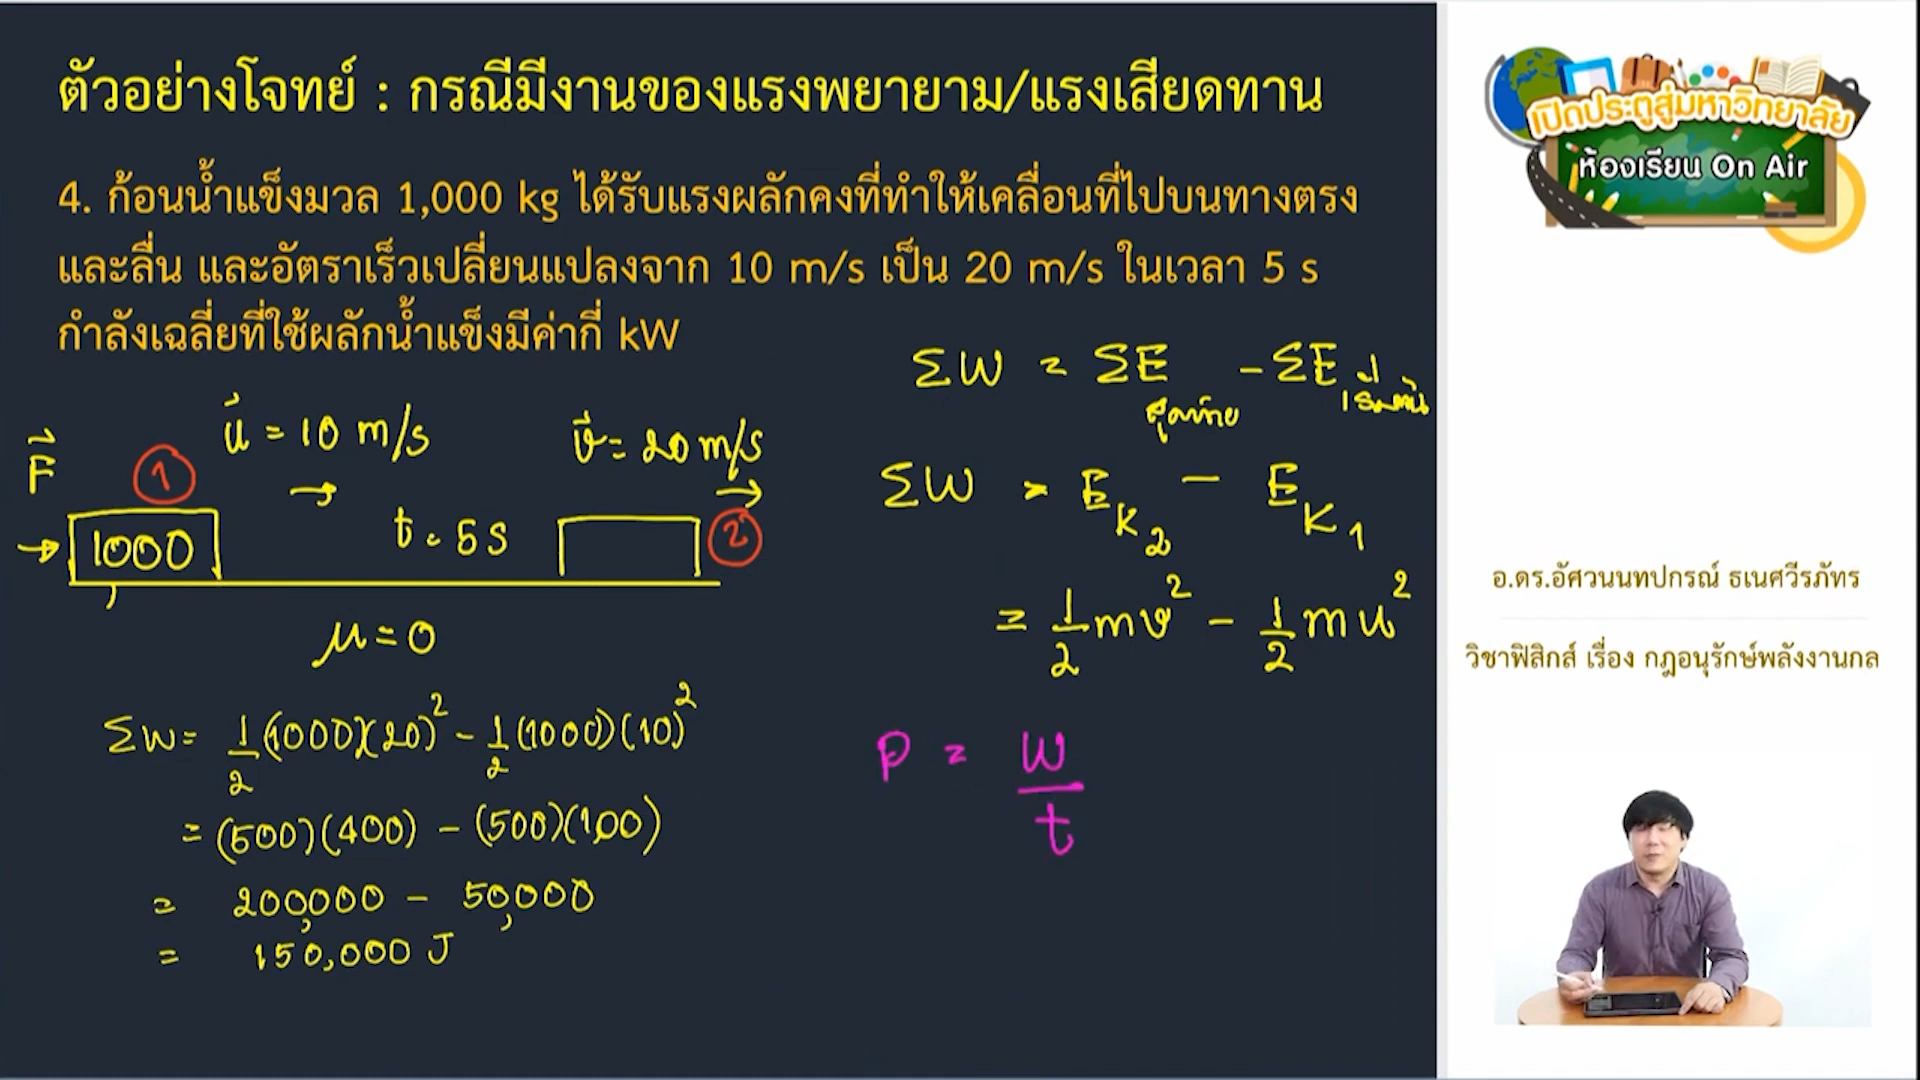 ตัวอย่างโจทย์ : กรณีมีงานของแรงพยายาม/แรงเสียดทาน
4. ก้อนน้ำแข็งมวล 1,000 kg ได้รับแรงผลักคงที่ทำให้เคลื่อนที่ไปบนทางตรง
และลื่น และอัตราเร็วเปลี่ยนแปลงจาก 10 m/s เป็น 20 m/s ในเวลา 5 s
กำลังเฉลี่ยที่ใช้ผลักน้ำแข็งมีค่ากี่ kW
F⃗
①
u⃗ = 10 m/s
v⃗ = 20 m/s
1000
t = 5 s
②
μ = 0
ΣW = ½(1000)(20)² - ½(1000)(10)²
= (500)(400) - (500)(100)
= 200,000 - 50,000
= 150,000 J
ΣW = ΣE สุดท้าย - ΣE เริ่มต้น
ΣW = E K₂ - E K₁
= ½mv² - ½mu²
P = W/t
เปิดประตูสู่มหาวิทยาลัย
ห้องเรียน On Air
อ.ดร.อัศวนนทปกรณ์ ธเนศวีรภัทร
วิชาฟิสิกส์ เรื่อง กฎอนุรักษ์พลังงานกล